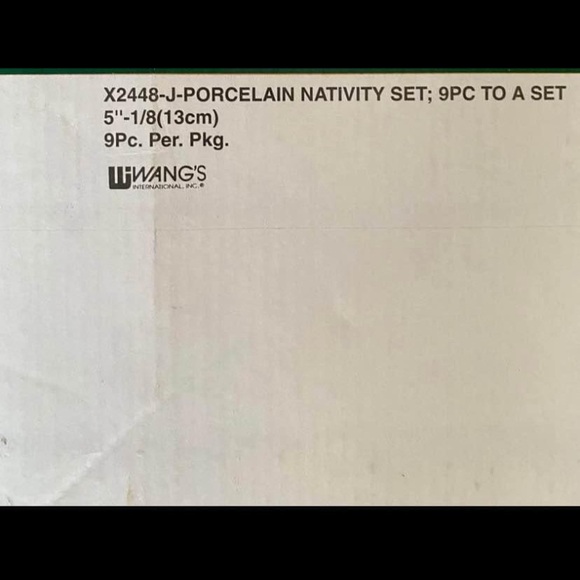 X2448-J-PORCELAIN NATIVITY SET; 9PC TO A SET
5"-1/8(13cm)
9Pc. Per. Pkg.
WANG'S
INTERNATIONAL, INC.®